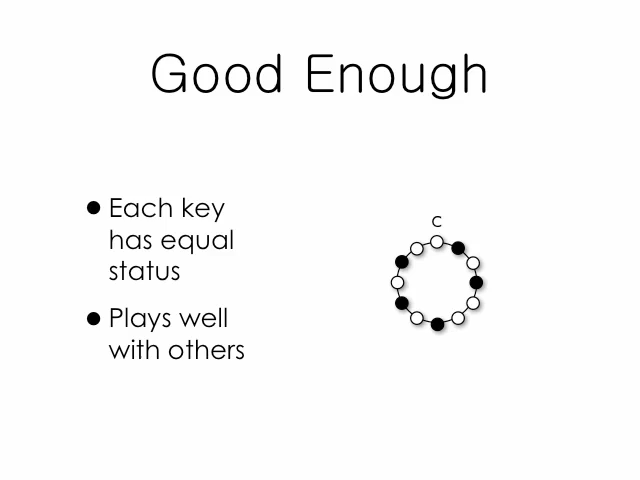 Good Enough
Each key
has equal
status
Plays well
with others
C